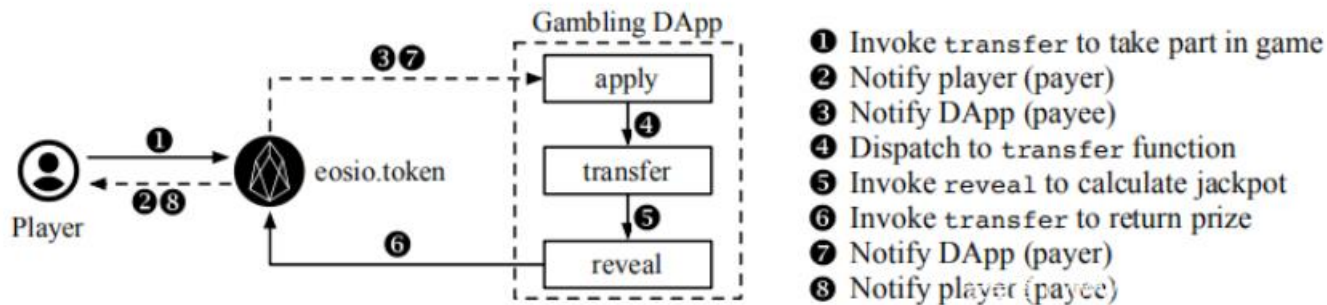 Gambling DApp
❸❼
apply
❹
❶
eosio.token
transfer
❷❽
Player
❺
❻
reveal
❶ Invoke transfer to take part in game
❷ Notify player (payer)
❸ Notify DApp (payee)
❹ Dispatch to transfer function
❺ Invoke reveal to calculate jackpot
❻ Invoke transfer to return prize
❼ Notify DApp (payer)
❽ Notify player (payee)